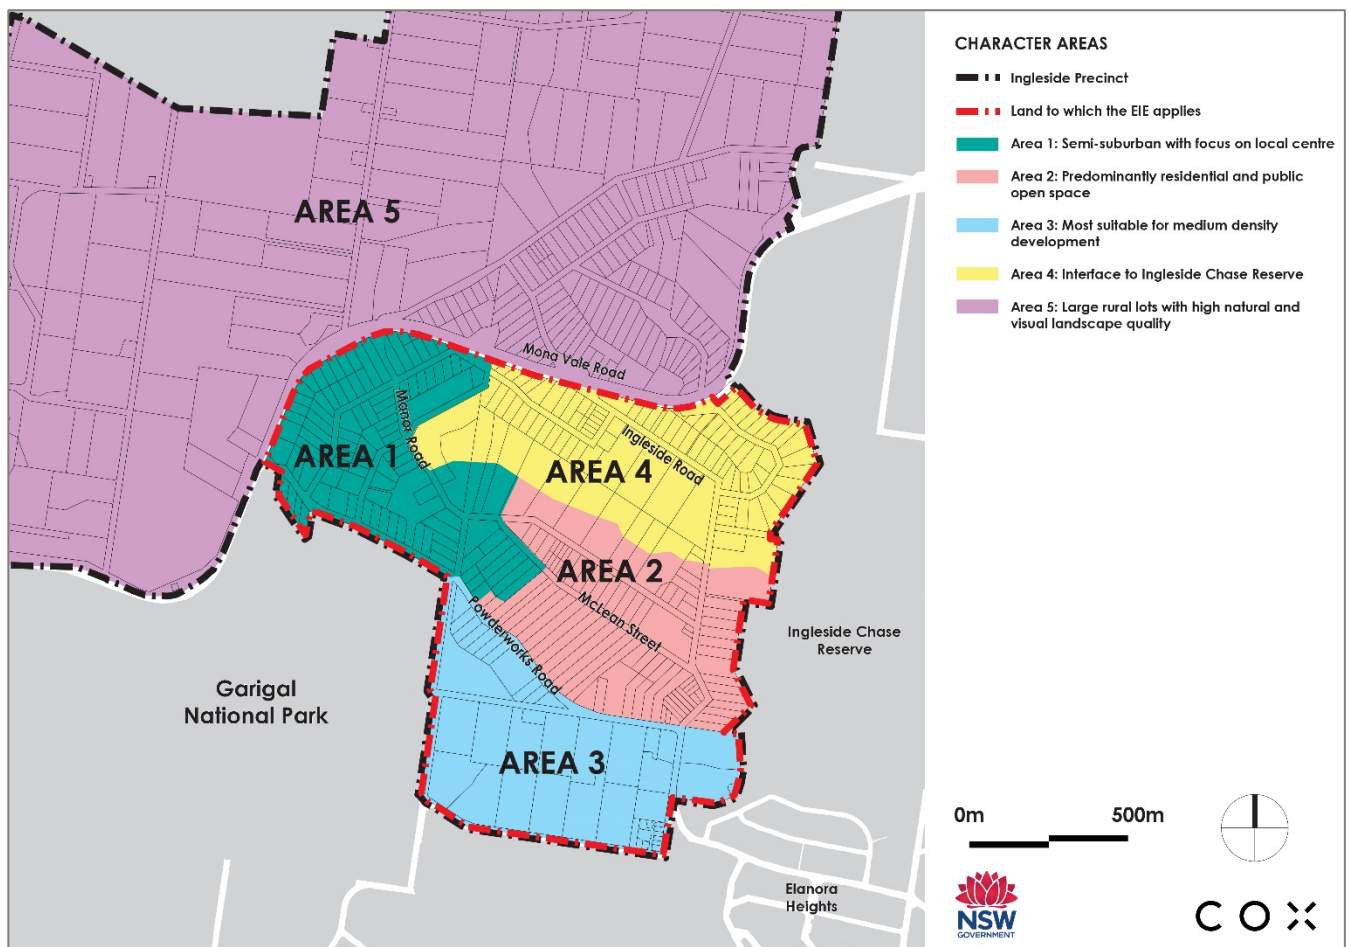 AREA 5
Mona Vale Road
Manor Road
AREA 1
Ingleside Road
AREA 4
AREA 2
McLean Street
Powderworks Road
Ingleside Chase
Reserve
Garigal
National Park
AREA 3
Elanora
Heights
CHARACTER AREAS
Ingleside Precinct
Land to which the EIE applies
Area 1: Semi-suburban with focus on local centre
Area 2: Predominantly residential and public
open space
Area 3: Most suitable for medium density
development
Area 4: Interface to Ingleside Chase Reserve
Area 5: Large rural lots with high natural and
visual landscape quality
0m 500m
NSW
GOVERNMENT
COX